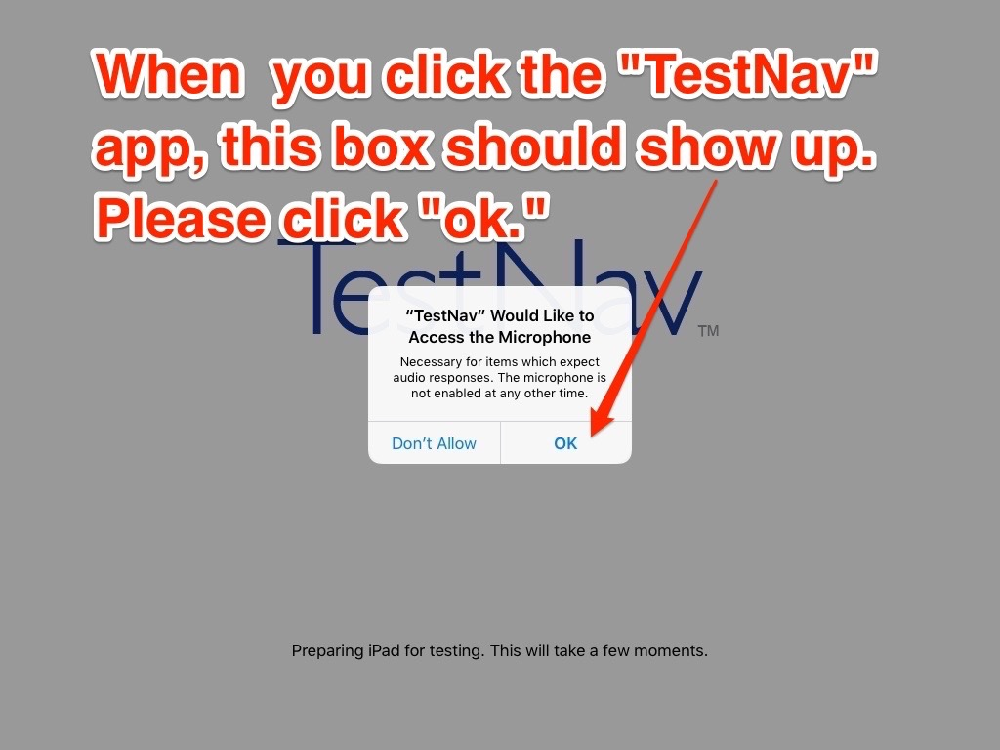 When  you click the "TestNav"
app, this box should show up.
Please click "ok."
TestNav™
“TestNav” Would Like to
Access the Microphone
Necessary for items which expect
audio responses. The microphone is
not enabled at any other time.
Don’t Allow
OK
Preparing iPad for testing. This will take a few moments.